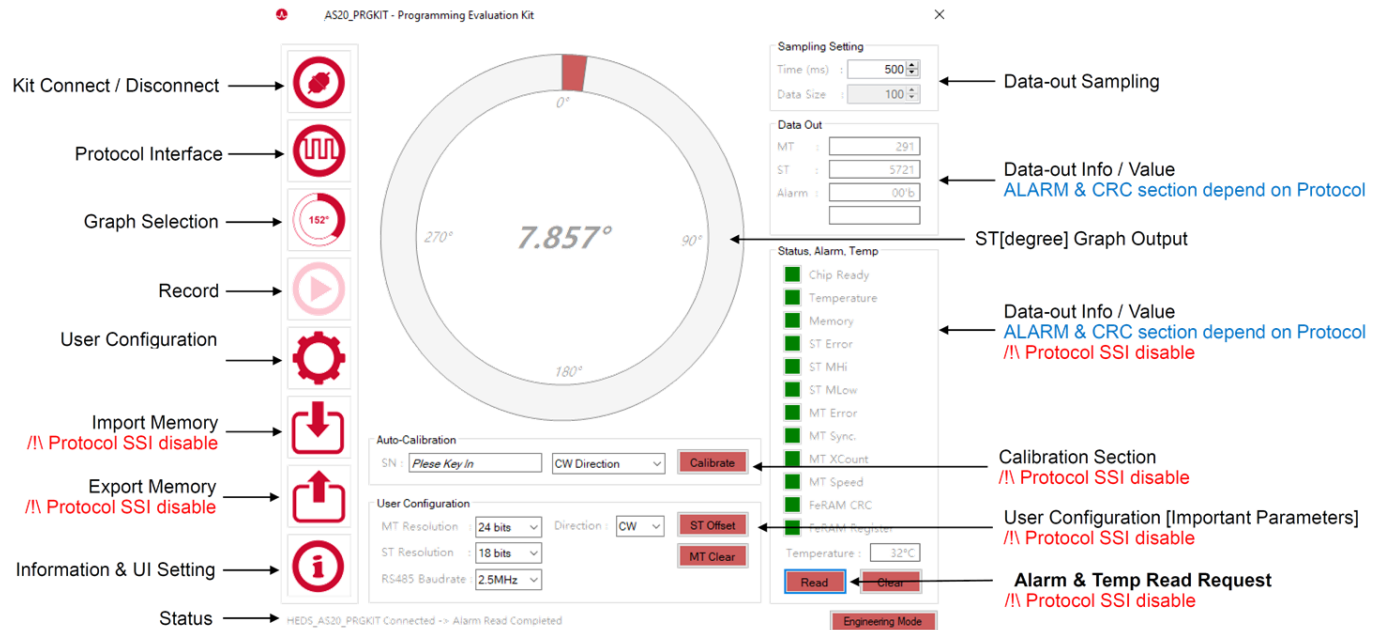 AS20_PRGKIT - Programming Evaluation Kit
Kit Connect / Disconnect
Protocol Interface
Graph Selection
152°
Record
User Configuration
Import Memory
/!\ Protocol SSI disable
Export Memory
/!\ Protocol SSI disable
Information & UI Setting
Status
0°
90°
180°
270°
7.857°
Auto-Calibration
SN : Plese Key In
CW Direction
Calibrate
User Configuration
MT Resolution : 24 bits
Direction : CW
ST Offset
ST Resolution : 18 bits
MT Clear
RS485 Baudrate : 2.5MHz
HEDS_AS20_PRGKIT Connected -> Alarm Read Completed
Sampling Setting
Time (ms) : 500
Data Size : 100
Data Out
MT : 291
ST : 5721
Alarm : 00'b
Status, Alarm, Temp
Chip Ready
Temperature
Memory
ST Error
ST MHi
ST MLow
MT Error
MT Sync.
MT XCount
MT Speed
FeRAM CRC
FeRAM Register
Temperature : 32°C
Read
Clear
Engineering Mode
Data-out Sampling
Data-out Info / Value
ALARM & CRC section depend on Protocol
ST[degree] Graph Output
Data-out Info / Value
ALARM & CRC section depend on Protocol
/!\ Protocol SSI disable
Calibration Section
/!\ Protocol SSI disable
User Configuration [Important Parameters]
/!\ Protocol SSI disable
Alarm & Temp Read Request
/!\ Protocol SSI disable